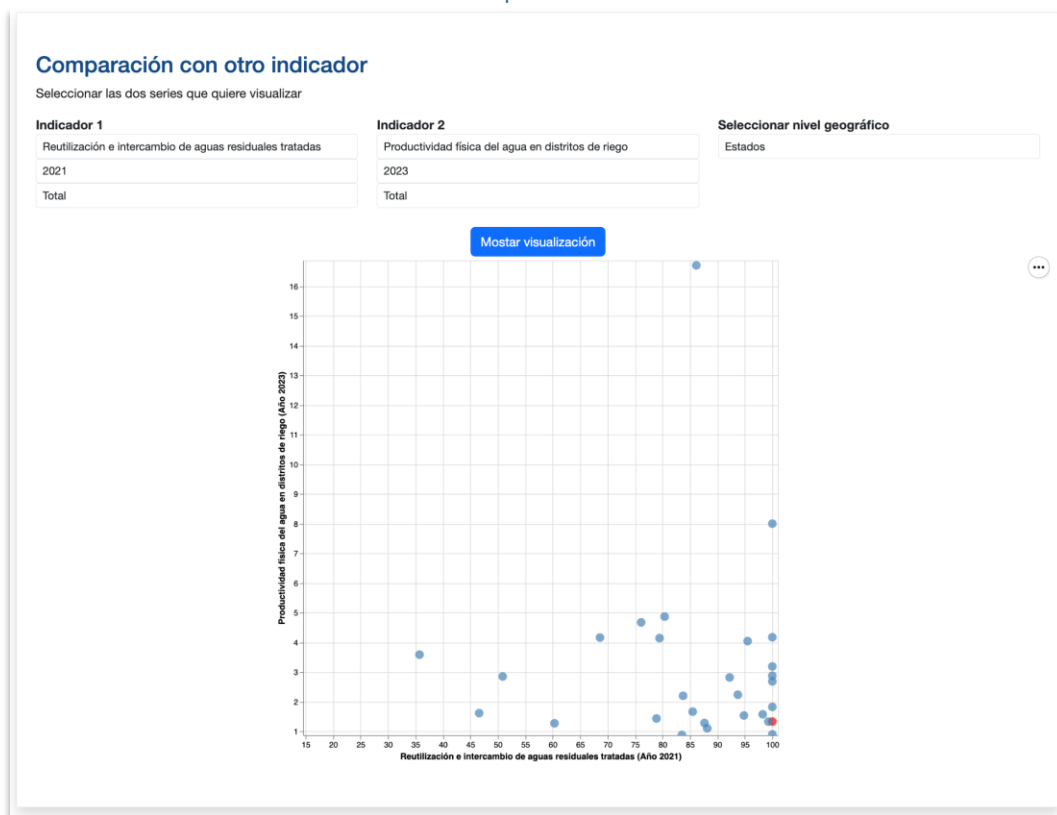 Comparación con otro indicador
Seleccionar las dos series que quiere visualizar
Indicador 1
Indicador 2
Seleccionar nivel geográfico
Reutilización e intercambio de aguas residuales tratadas
Productividad física del agua en distritos de riego
Estados
2021
2023
Total
Total
Mostar visualización
Productividad física del agua en distritos de riego (Año 2023)
16
15
14
13
12
11
10
9
8
7
6
5
4
3
2
1
15 20 25 30 35 40 45 50 55 60 65 70 75 80 85 90 95 100
Reutilización e intercambio de aguas residuales tratadas (Año 2021)